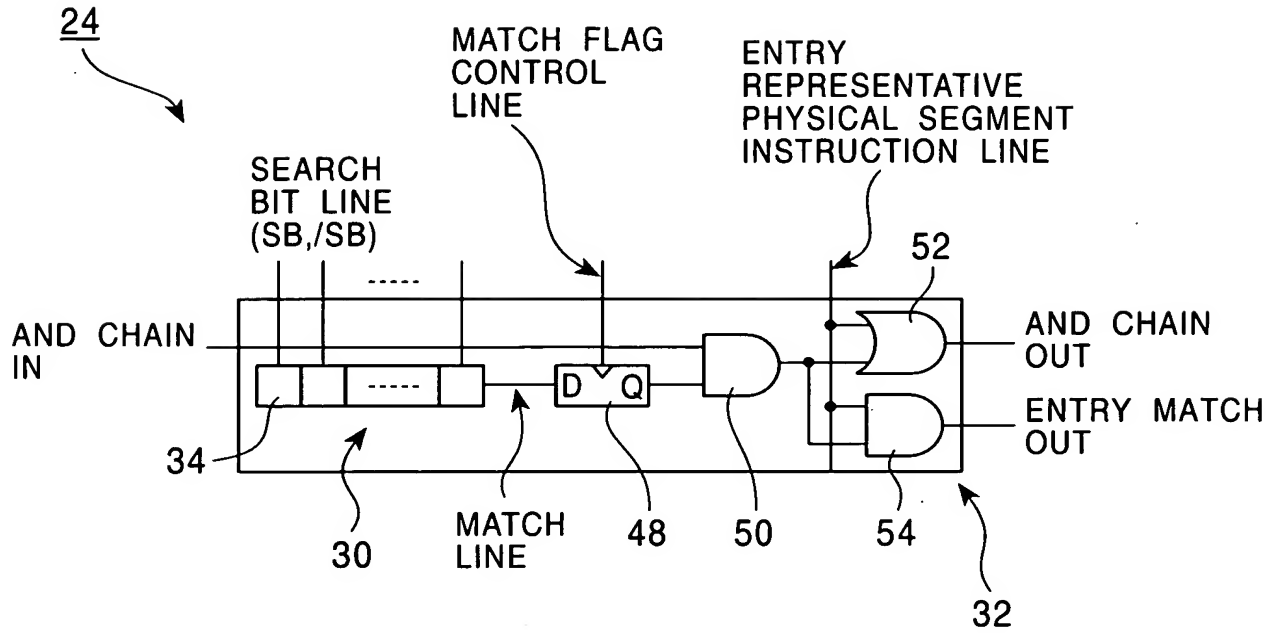 24
MATCH FLAG
CONTROL
LINE
ENTRY
REPRESENTATIVE
PHYSICAL SEGMENT
INSTRUCTION LINE
SEARCH
BIT LINE
(SB,/SB)
52
AND CHAIN
IN
AND CHAIN
OUT
D Q
ENTRY MATCH
OUT
34
30
MATCH
LINE
48
50
54
32